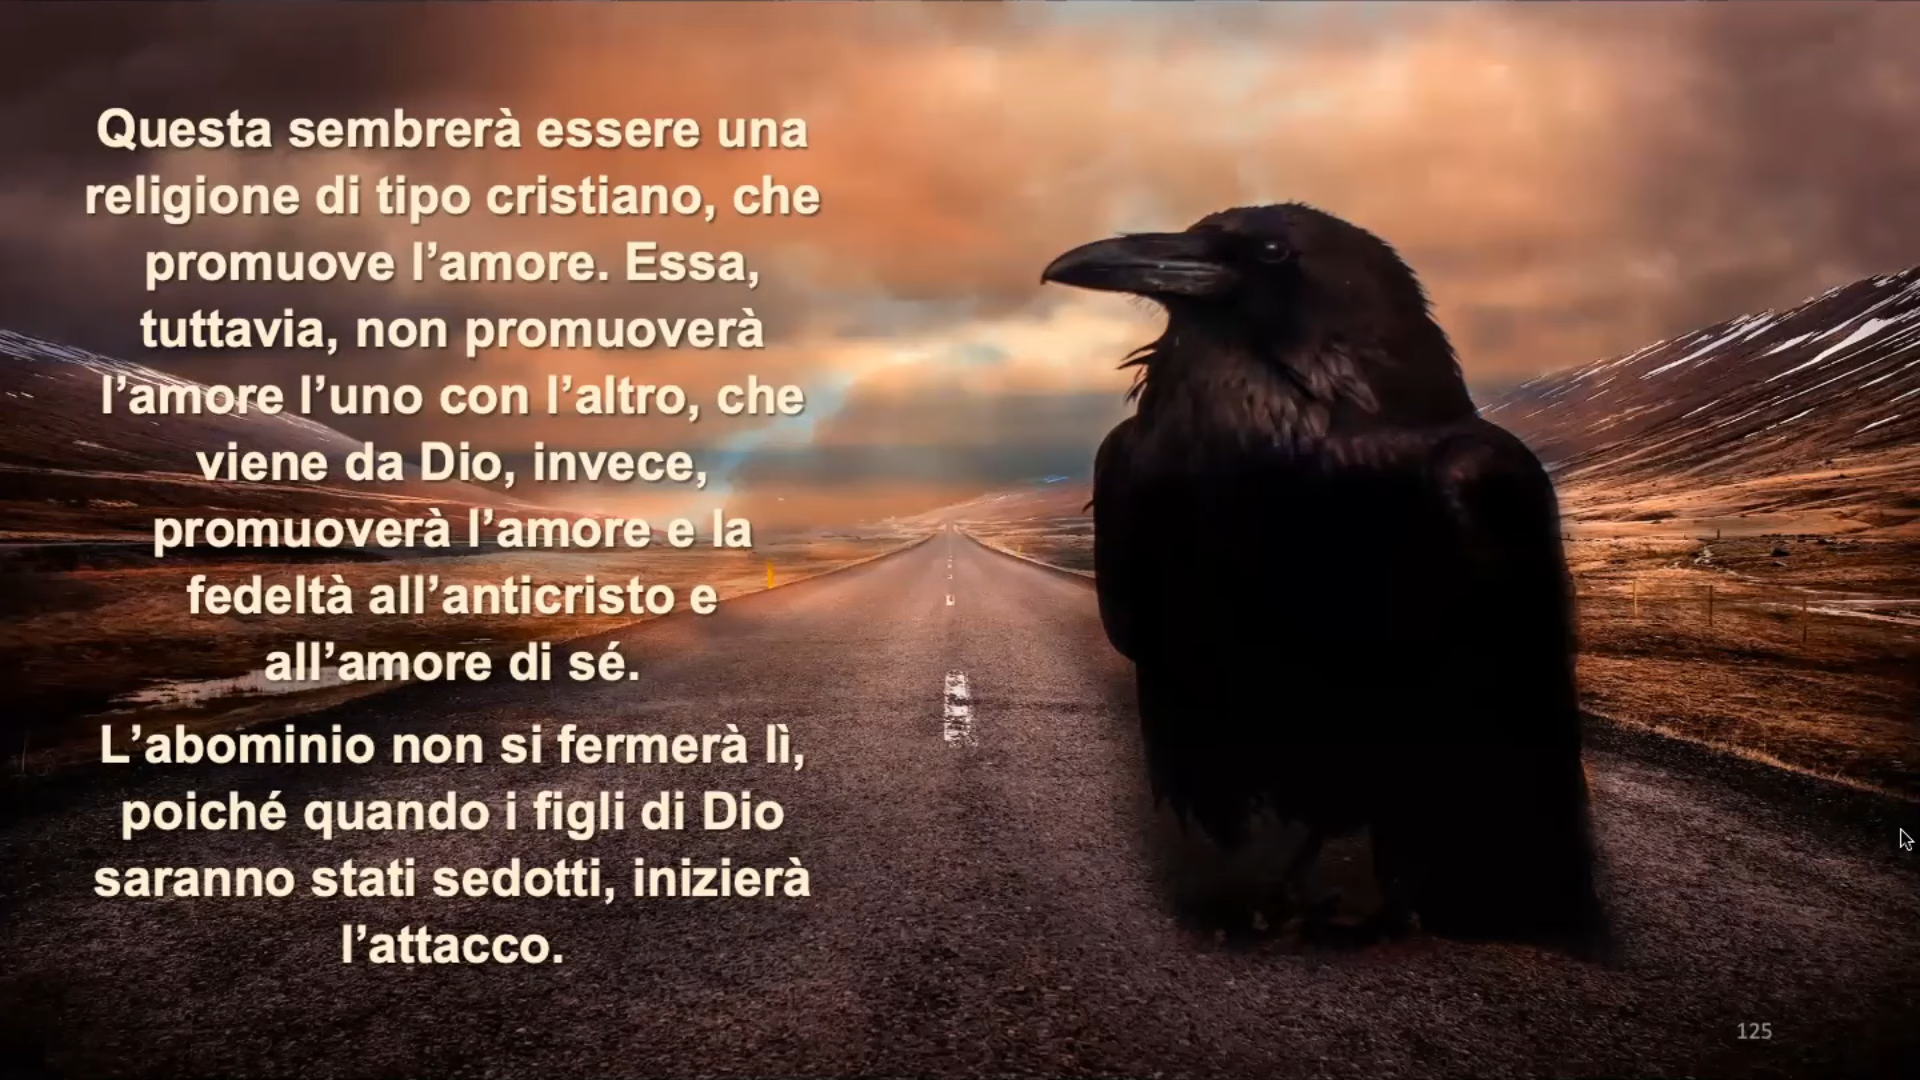 Questa sembrerà essere una
religione di tipo cristiano, che
promuove l’amore. Essa,
tuttavia, non promuoverà
l’amore l’uno con l’altro, che
viene da Dio, invece,
promuoverà l’amore e la
fedeltà all’anticristo e
all’amore di sé.
L’abominio non si fermerà lì,
poiché quando i figli di Dio
saranno stati sedotti, inizierà
l’attacco.
125